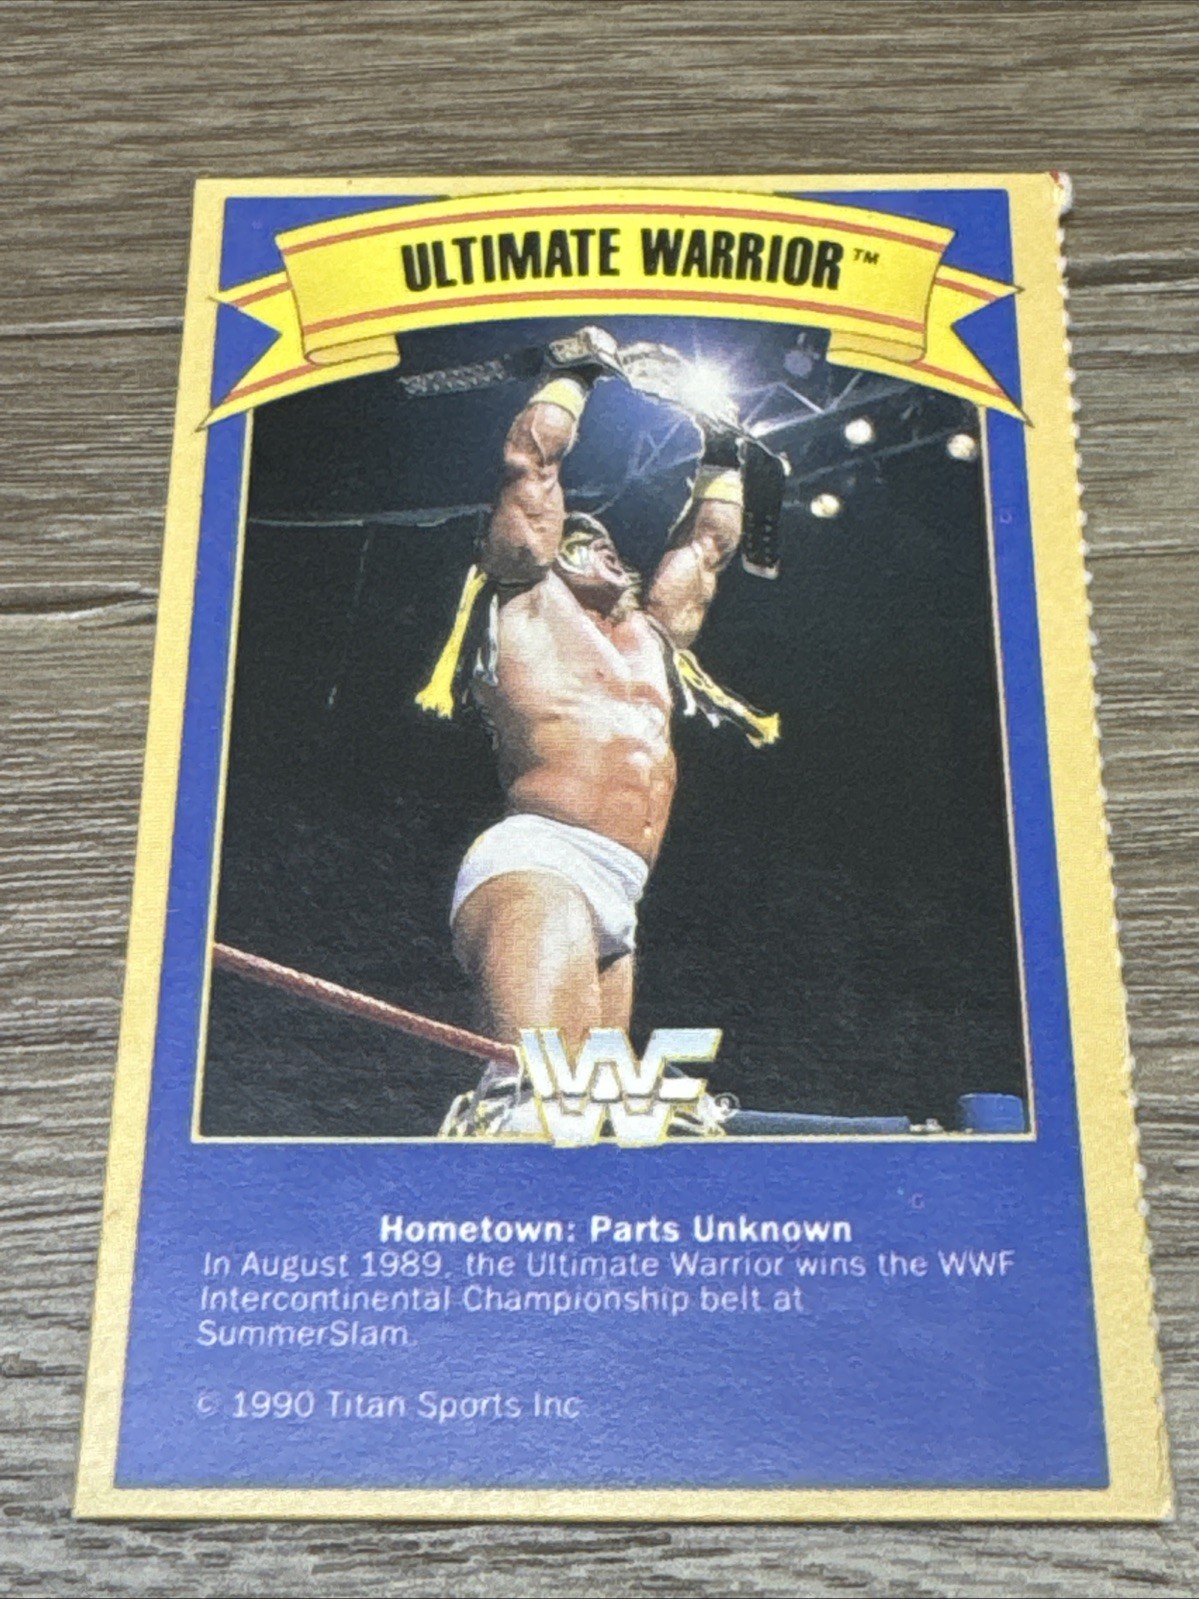 ULTIMATE WARRIOR™
WWF®
Hometown: Parts Unknown
In August 1989, the Ultimate Warrior wins the WWF
Intercontinental Championship belt at
SummerSlam.
© 1990 Titan Sports Inc